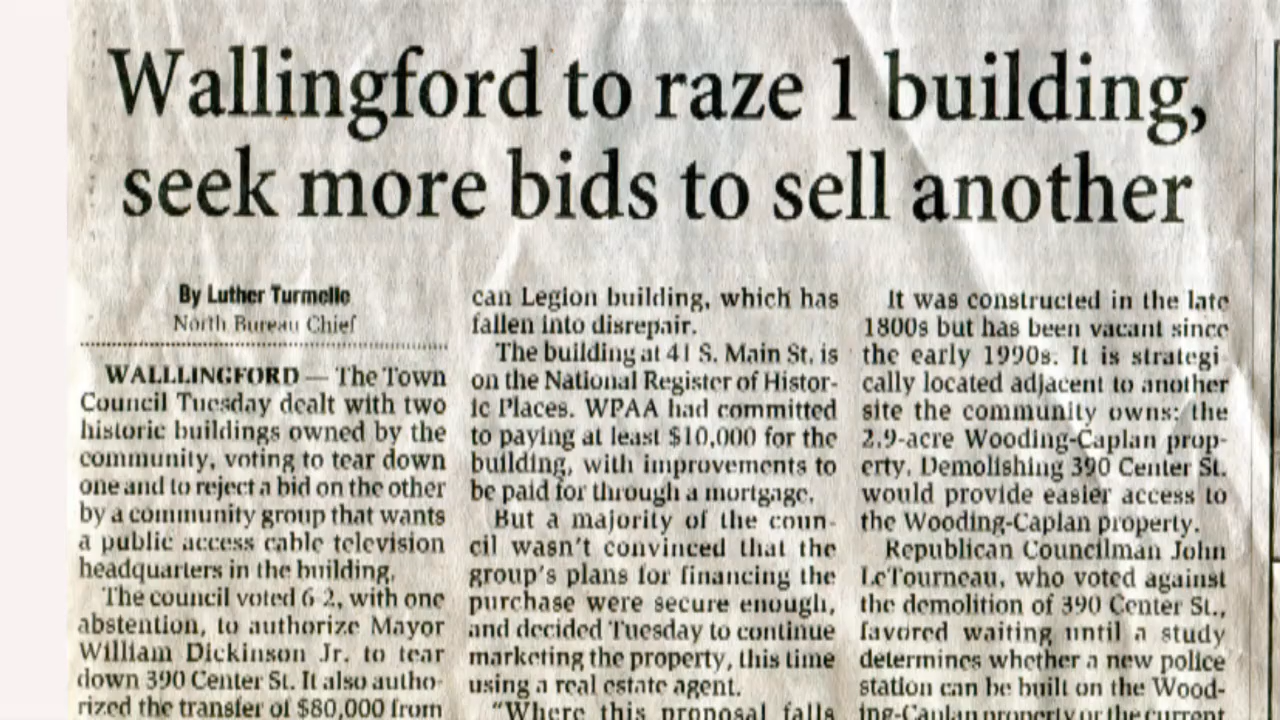 Wallingford to raze 1 building,
seek more bids to sell another
By Luther Turmelle
North Bureau Chief
WALLLINGFORD — The Town
Council Tuesday dealt with two
historic buildings owned by the
community, voting to tear down
one and to reject a bid on the other
by a community group that wants
a public access cable television
headquarters in the building.
The council voted 6-2, with one
abstention, to authorize Mayor
William Dickinson Jr. to tear
down 390 Center St. It also autho-
rized the transfer of $80,000 from
can Legion building, which has
fallen into disrepair.
The building at 41 S. Main St. is
on the National Register of Histor-
ic Places. WPAA had committed
to paying at least $10,000 for the
building, with improvements to
be paid for through a mortgage.
But a majority of the coun-
cil wasn't convinced that the
group's plans for financing the
purchase were secure enough,
and decided Tuesday to continue
marketing the property, this time
using a real estate agent.
"Where this proposal falls
It was constructed in the late
1800s but has been vacant since
the early 1990s. It is strategi-
cally located adjacent to another
site the community owns: the
2.9-acre Wooding-Caplan prop-
erty. Demolishing 390 Center St.
would provide easier access to
the Wooding-Caplan property.
Republican Councilman John
LeTourneau, who voted against
the demolition of 390 Center St.,
favored waiting until a study
determines whether a new police
station can be built on the Wood-
ing-Caplan property or the current